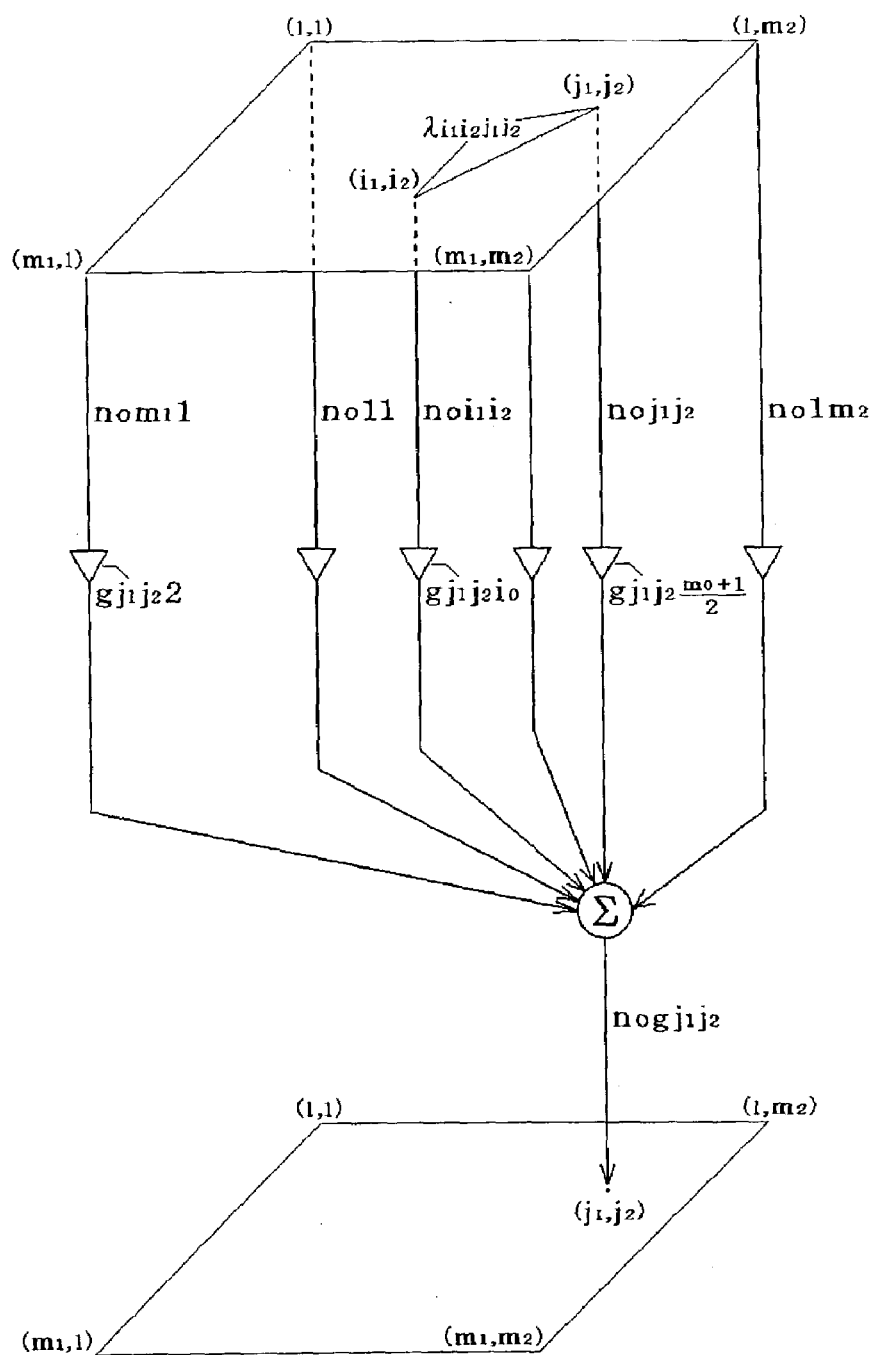 (1,1)
(1,m2)
(j1,j2)
λi1i2j1j2
(i1,i2)
(m1,1)
(m1,m2)
nom11
no11
noi1i2
noj1j2
no1m2
gj1j22
gj1j2i0
gj1j2 m0+1/2
Σ
nogj1j2
(1,1)
(1,m2)
(j1,j2)
(m1,1)
(m1,m2)